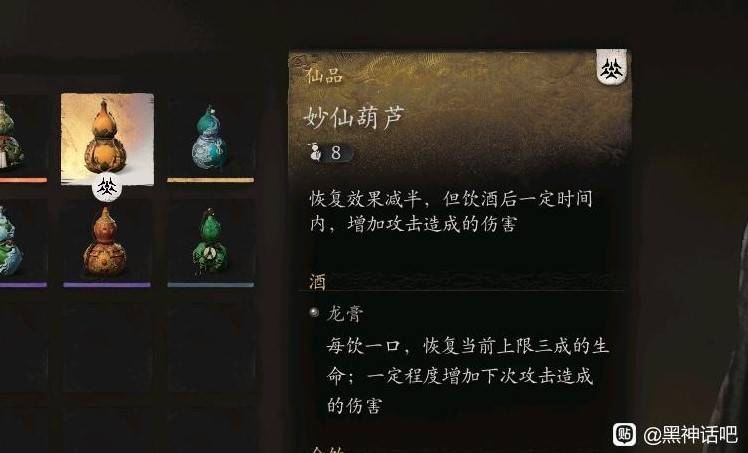 仙品
妙仙葫芦
8
恢复效果减半，但饮酒后一定时间
内，增加攻击造成的伤害
酒
龙膏
每饮一口，恢复当前上限三成的生
命；一定程度增加下次攻击造成
的伤害
贴 @黑神话吧